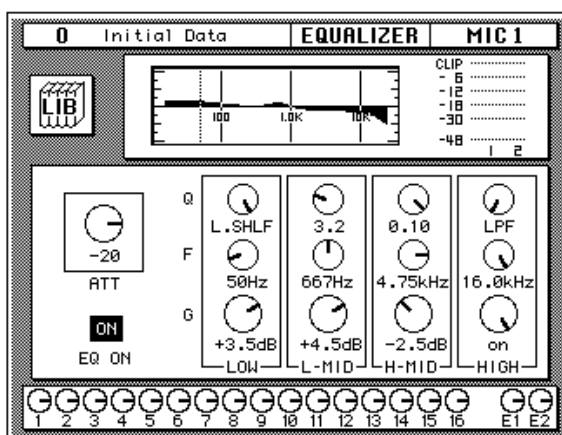 0 Initial Data EQUALIZER MIC 1
CLIP
- 6
-12
-18
-30
-48
1 2
LIB
100 1.0K 10K
Q L.SHLF 3.2 0.10 LPF
-20
ATT
F 50Hz 667Hz 4.75kHz 16.0kHz
ON
EQ ON
G +3.5dB +4.5dB -2.5dB on
LOW L-MID H-MID HIGH
1 2 3 4 5 6 7 8 9 10 11 12 13 14 15 16 E1 E2